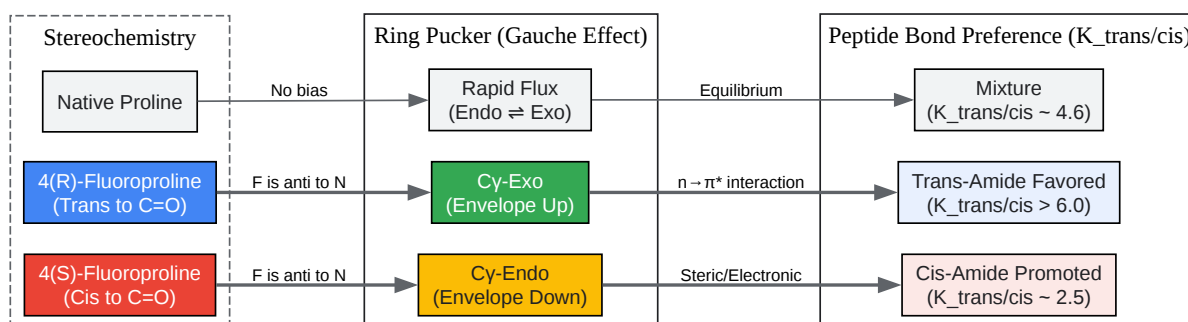 Stereochemistry
Ring Pucker (Gauche Effect)
Peptide Bond Preference (K_trans/cis)
Native Proline
No bias
Rapid Flux
(Endo ⇌ Exo)
Equilibrium
Mixture
(K_trans/cis ~ 4.6)
4(R)-Fluoroproline
(Trans to C=O)
F is anti to N
Cγ-Exo
(Envelope Up)
n→π* interaction
Trans-Amide Favored
(K_trans/cis > 6.0)
4(S)-Fluoroproline
(Cis to C=O)
F is anti to N
Cγ-Endo
(Envelope Down)
Steric/Electronic
Cis-Amide Promoted
(K_trans/cis ~ 2.5)